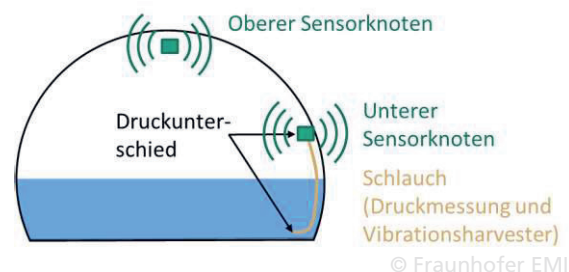 Oberer Sensorknoten
Druckunter-
schied
Unterer
Sensorknoten
Schlauch
(Druckmessung und
Vibrationsharvester)
© Fraunhofer EMI